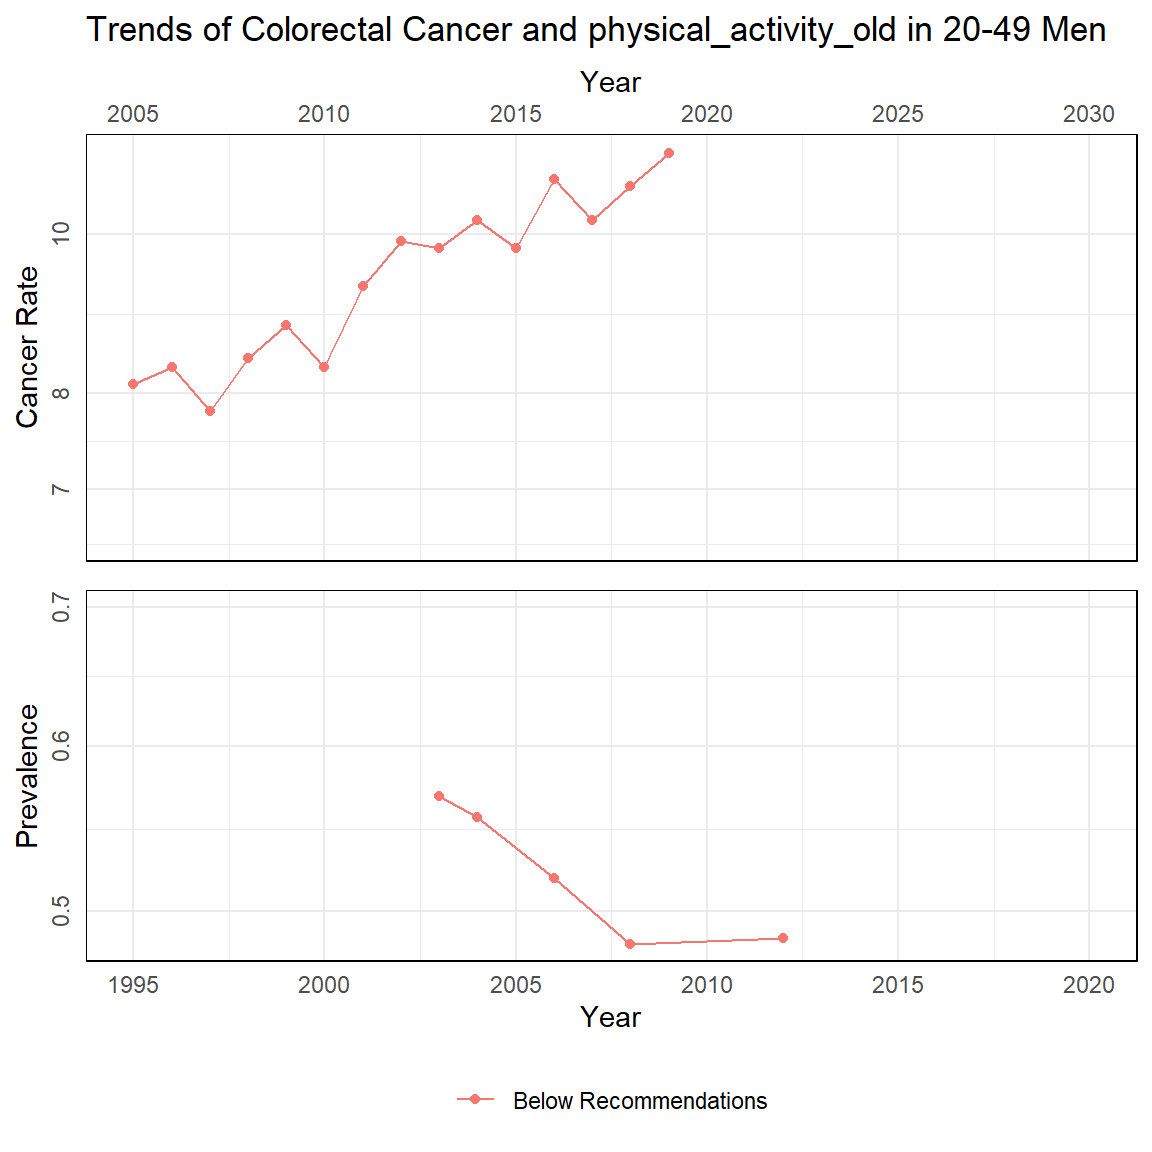 Trends of Colorectal Cancer and physical_activity_old in 20-49 Men
Year
2005 2010 2015 2020 2025 2030
Cancer Rate
10
8
7
Prevalence
0.7
0.6
0.5
1995 2000 2005 2010 2015 2020
Year
Below Recommendations